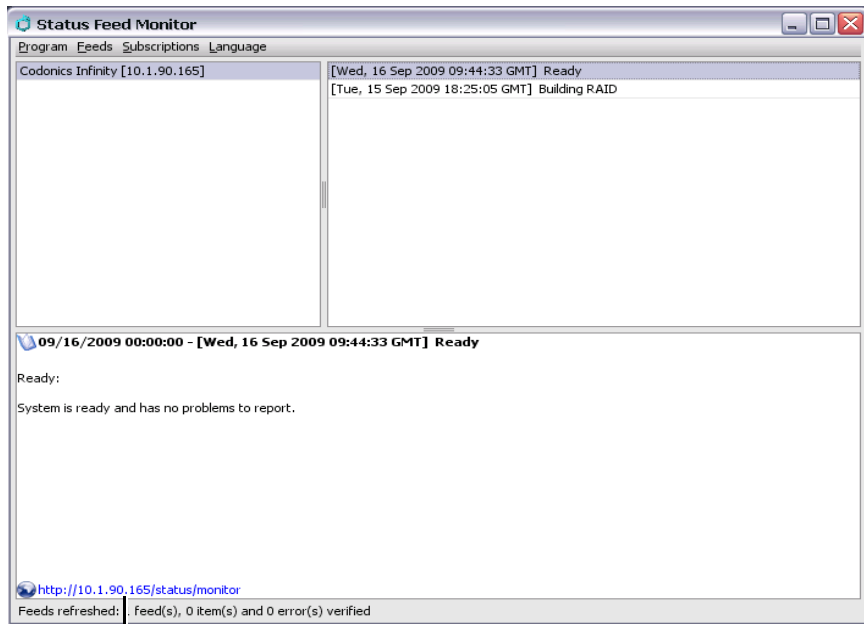 Status Feed Monitor
Program Feeds Subscriptions Language
Codonics Infinity [10.1.90.165]
[Wed, 16 Sep 2009 09:44:33 GMT] Ready
[Tue, 15 Sep 2009 18:25:05 GMT] Building RAID
09/16/2009 00:00:00 - [Wed, 16 Sep 2009 09:44:33 GMT] Ready
Ready:
System is ready and has no problems to report.
http://10.1.90.165/status/monitor
Feeds refreshed: feed(s), 0 item(s) and 0 error(s) verified